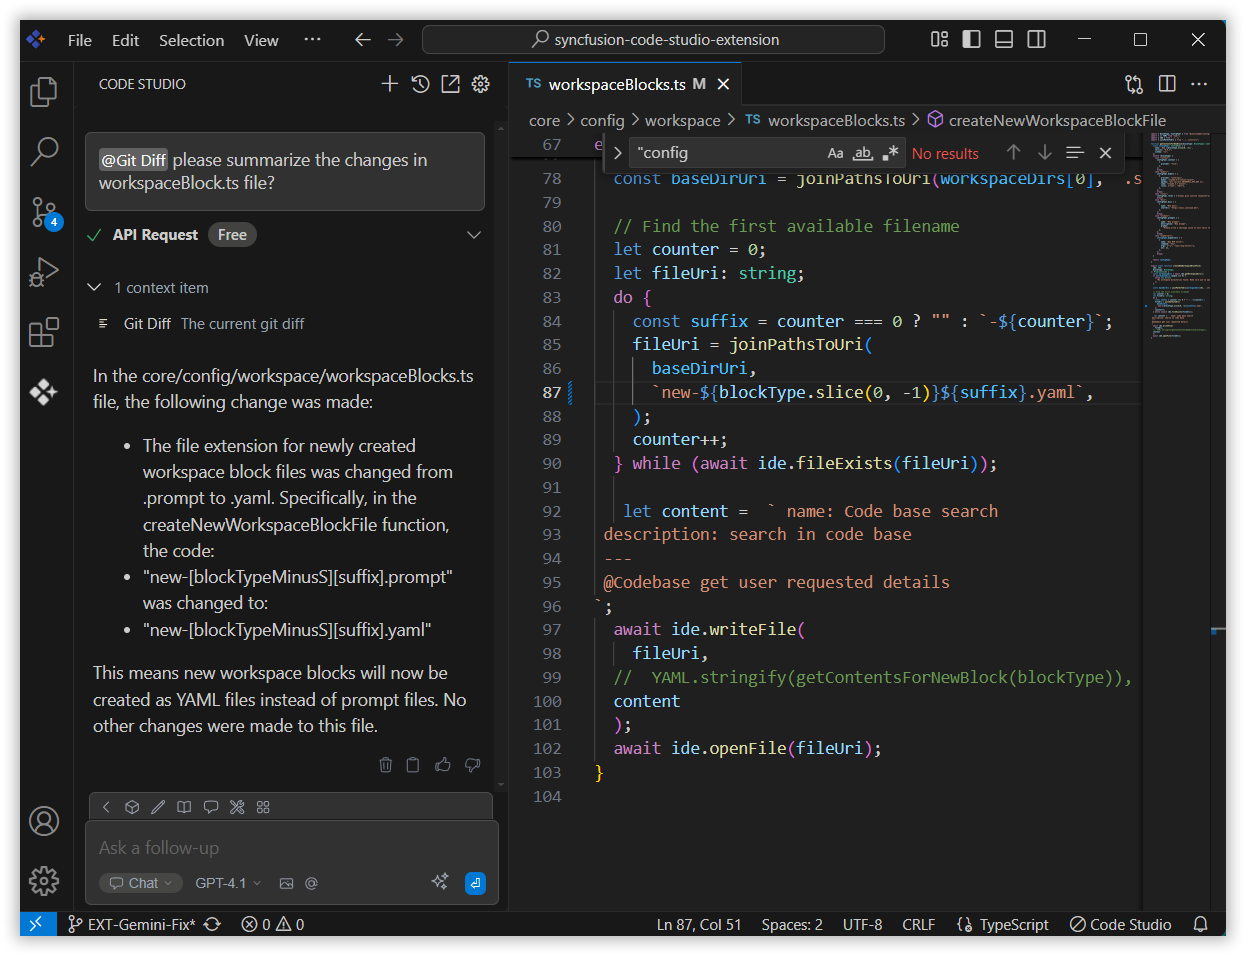 File Edit Selection View ··· syncfusion-code-studio-extension
CODE STUDIO
@Git Diff please summarize the changes in
workspaceBlock.ts file?
API Request Free
1 context item
Git Diff The current git diff
In the core/config/workspace/workspaceBlocks.ts
file, the following change was made:
• The file extension for newly created
workspace block files was changed from
.prompt to .yaml. Specifically, in the
createNewWorkspaceBlockFile function,
the code:
• "new-[blockTypeMinusS][suffix].prompt"
was changed to:
• "new-[blockTypeMinusS][suffix].yaml"
This means new workspace blocks will now be
created as YAML files instead of prompt files. No
other changes were made to this file.
Ask a follow-up
Chat GPT-4.1
TS workspaceBlocks.ts M
core > config > workspace > TS workspaceBlocks.ts > createNewWorkspaceBlockFile
67 e
"config Aa ab .* No results
78 const baseDirUri = joinPathsToUri(workspaceDirs[0], ".s
79
80 // Find the first available filename
81 let counter = 0;
82 let fileUri: string;
83 do {
84 const suffix = counter === 0 ? "" : `-${counter}`;
85 fileUri = joinPathsToUri(
86 baseDirUri,
87 `new-${blockType.slice(0, -1)}${suffix}.yaml`,
88 );
89 counter++;
90 } while (await ide.fileExists(fileUri));
91
92 let content = ` name: Code base search
93 description: search in code base
94 ---
95 @Codebase get user requested details
96 `;
97 await ide.writeFile(
98 fileUri,
99 // YAML.stringify(getContentsForNewBlock(blockType)),
100 content
101 );
102 await ide.openFile(fileUri);
103 }
104
4
EXT-Gemini-Fix* 0 0 Ln 87, Col 51 Spaces: 2 UTF-8 CRLF TypeScript Code Studio